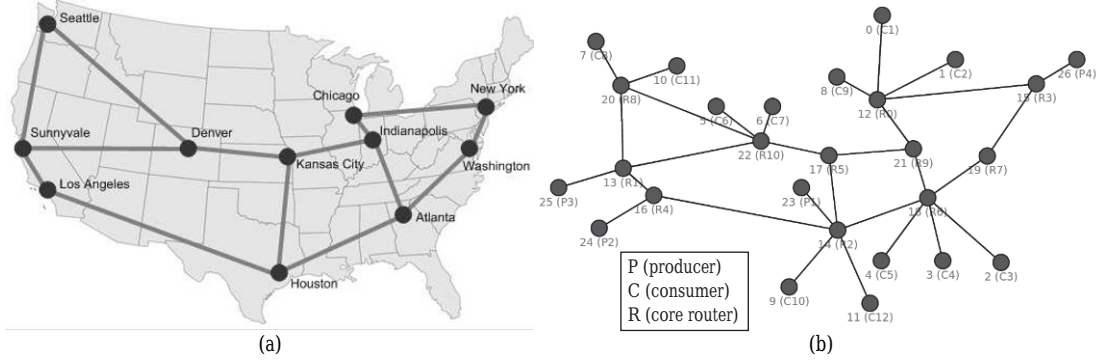 Seattle
Chicago
New York
Indianapolis
Sunnyvale
Denver
Kansas City
Washington
Los Angeles
Atlanta
Houston
(a)
0 (C1)
7 (C8)
10 (C11)
1 (C2)
26 (P4)
8 (C9)
20 (R8)
15 (R3)
12 (R0)
5 (C6)
6 (C7)
22 (R10)
21 (R9)
17 (R5)
19 (R7)
13 (R1)
25 (P3)
16 (R4)
23 (P1)
18 (R6)
24 (P2)
14 (R2)
4 (C5)
3 (C4)
2 (C3)
9 (C10)
11 (C12)
P (producer)
C (consumer)
R (core router)
(b)